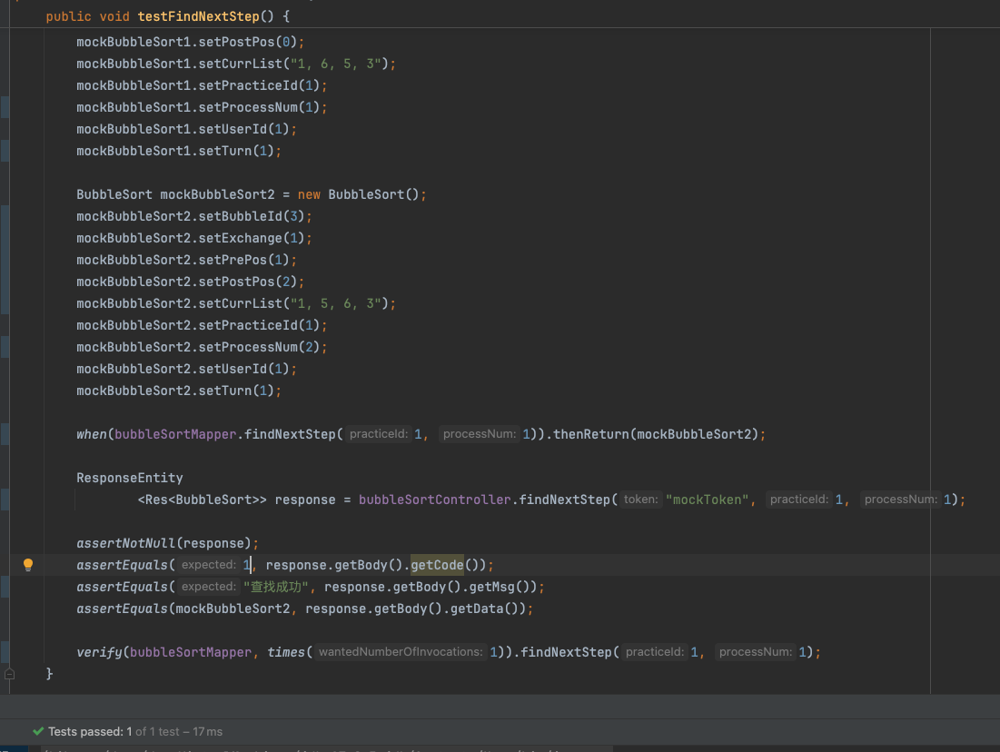 public void testFindNextStep() {
mockBubbleSort1.setPostPos(0);
mockBubbleSort1.setCurrList("1, 6, 5, 3");
mockBubbleSort1.setPracticeId(1);
mockBubbleSort1.setProcessNum(1);
mockBubbleSort1.setUserId(1);
mockBubbleSort1.setTurn(1);
BubbleSort mockBubbleSort2 = new BubbleSort();
mockBubbleSort2.setBubbleId(3);
mockBubbleSort2.setExchange(1);
mockBubbleSort2.setPrePos(1);
mockBubbleSort2.setPostPos(2);
mockBubbleSort2.setCurrList("1, 5, 6, 3");
mockBubbleSort2.setPracticeId(1);
mockBubbleSort2.setProcessNum(2);
mockBubbleSort2.setUserId(1);
mockBubbleSort2.setTurn(1);
when(bubbleSortMapper.findNextStep( practiceId: 1, processNum: 1)).thenReturn(mockBubbleSort2);
ResponseEntity
<Res<BubbleSort>> response = bubbleSortController.findNextStep( token: "mockToken", practiceId: 1, processNum: 1);
assertNotNull(response);
assertEquals( expected: 1, response.getBody().getCode());
assertEquals( expected: "查找成功", response.getBody().getMsg());
assertEquals(mockBubbleSort2, response.getBody().getData());
verify(bubbleSortMapper, times( wantedNumberOfInvocations: 1)).findNextStep( practiceId: 1, processNum: 1);
}
Tests passed: 1 of 1 test – 17 ms